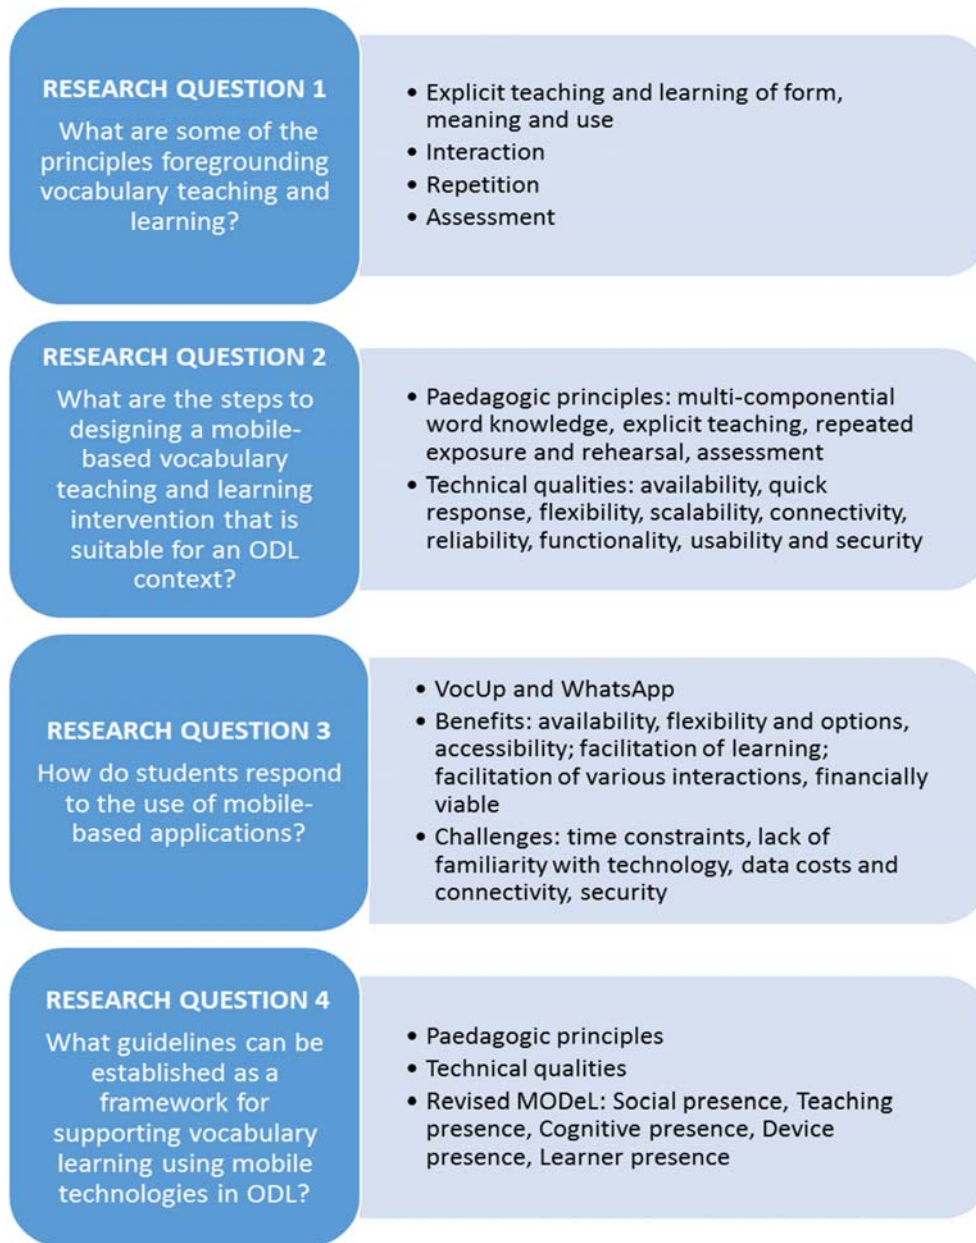 RESEARCH QUESTION 1
What are some of the
principles foregrounding
vocabulary teaching and
learning?
• Explicit teaching and learning of form,
meaning and use
• Interaction
• Repetition
• Assessment
RESEARCH QUESTION 2
What are the steps to
designing a mobile-
based vocabulary
teaching and learning
intervention that is
suitable for an ODL
context?
• Paedagogic principles: multi-componential
word knowledge, explicit teaching, repeated
exposure and rehearsal, assessment
• Technical qualities: availability, quick
response, flexibility, scalability, connectivity,
reliability, functionality, usability and security
RESEARCH QUESTION 3
How do students respond
to the use of mobile-
based applications?
• VocUp and WhatsApp
• Benefits: availability, flexibility and options,
accessibility; facilitation of learning;
facilitation of various interactions, financially
viable
• Challenges: time constraints, lack of
familiarity with technology, data costs and
connectivity, security
RESEARCH QUESTION 4
What guidelines can be
established as a
framework for
supporting vocabulary
learning using mobile
technologies in ODL?
• Paedagogic principles
• Technical qualities
• Revised MODeL: Social presence, Teaching
presence, Cognitive presence, Device
presence, Learner presence